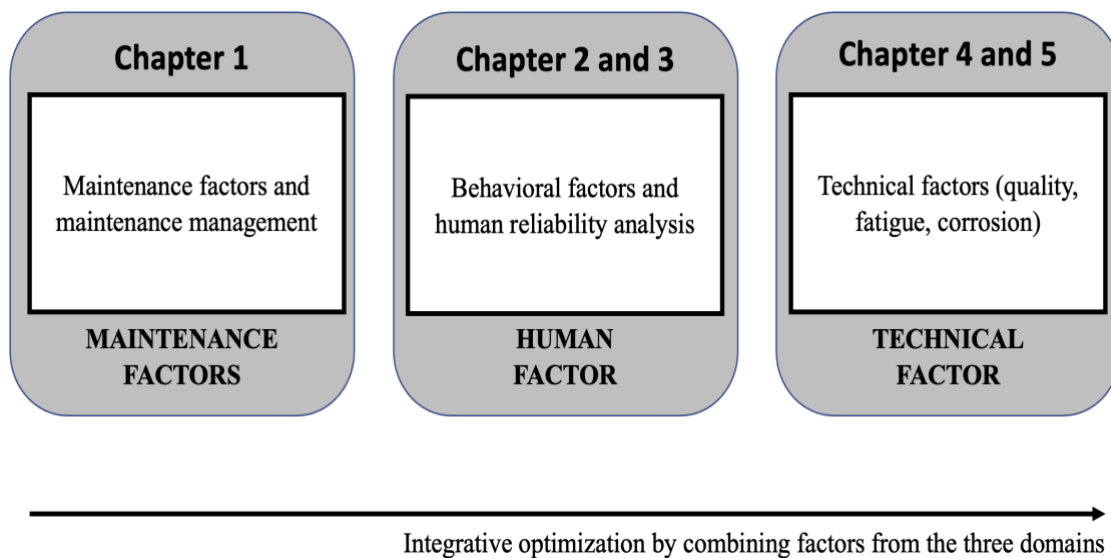 Chapter 1
Maintenance factors and
maintenance management
MAINTENANCE
FACTORS
Chapter 2 and 3
Behavioral factors and
human reliability analysis
HUMAN
FACTOR
Chapter 4 and 5
Technical factors (quality,
fatigue, corrosion)
TECHNICAL
FACTOR
Integrative optimization by combining factors from the three domains